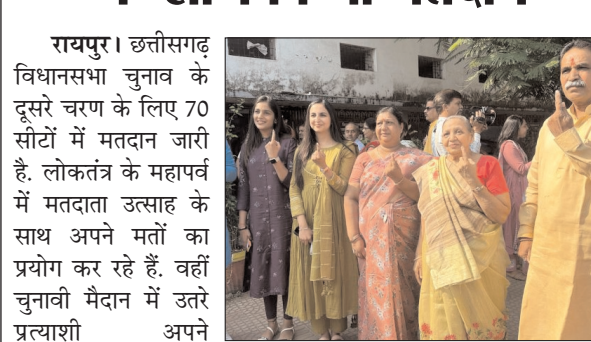 रायपुर। छत्तीसगढ़
विधानसभा चुनाव के
दूसरे चरण के लिए 70
सीटों में मतदान जारी
है. लोकतंत्र के महापर्व
में मतदाता उत्साह के
साथ अपने मतों का
प्रयोग कर रहे हैं. वहीं
चुनावी मैदान में उतरे
प्रत्याशी अपने